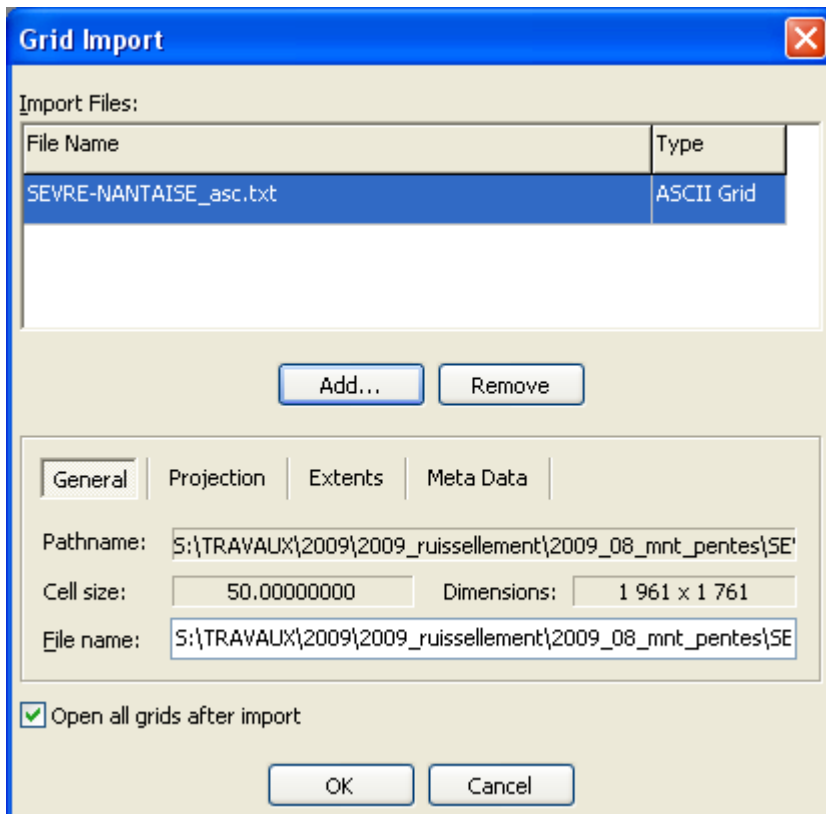 Grid Import
Import Files:
File Name Type
SEVRE-NANTAISE_asc.txt ASCII Grid
Add... Remove
General Projection Extents Meta Data
Pathname: S:\TRAVAUX\2009\2009_ruissellement\2009_08_mnt_pentes\SE'
Cell size: 50.00000000 Dimensions: 1 961 x 1 761
File name: S:\TRAVAUX\2009\2009_ruissellement\2009_08_mnt_pentes\SE
Open all grids after import
OK Cancel